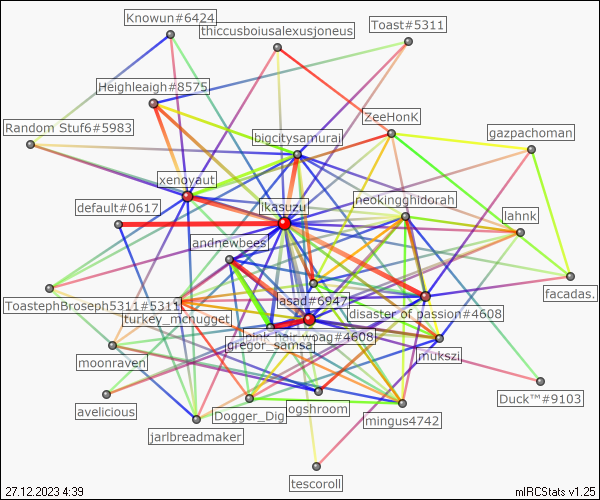 Knowun#6424
thiccusboiusalexusjoneus
Toast#5311
Heighleaigh#8575
ZeeHonK
Random Stuf6#5983
bigcitysamurai
gazpachoman
xenoyaut
ikasuzu
neokingghidorah
default#0617
lahnk
andnewbees
asad#6947
facadas.
ToastephBroseph5311#5311
turkey_mcnugget
disaster of passion#4608
pink hair woag#4608
gregor_samsa
mukszi
moonraven
Duck™#9103
avelicious
Dogger_Dig
ogshroom
mingus4742
jarlbreadmaker
tescoroll
27.12.2023 4:39
mIRCStats v1.25